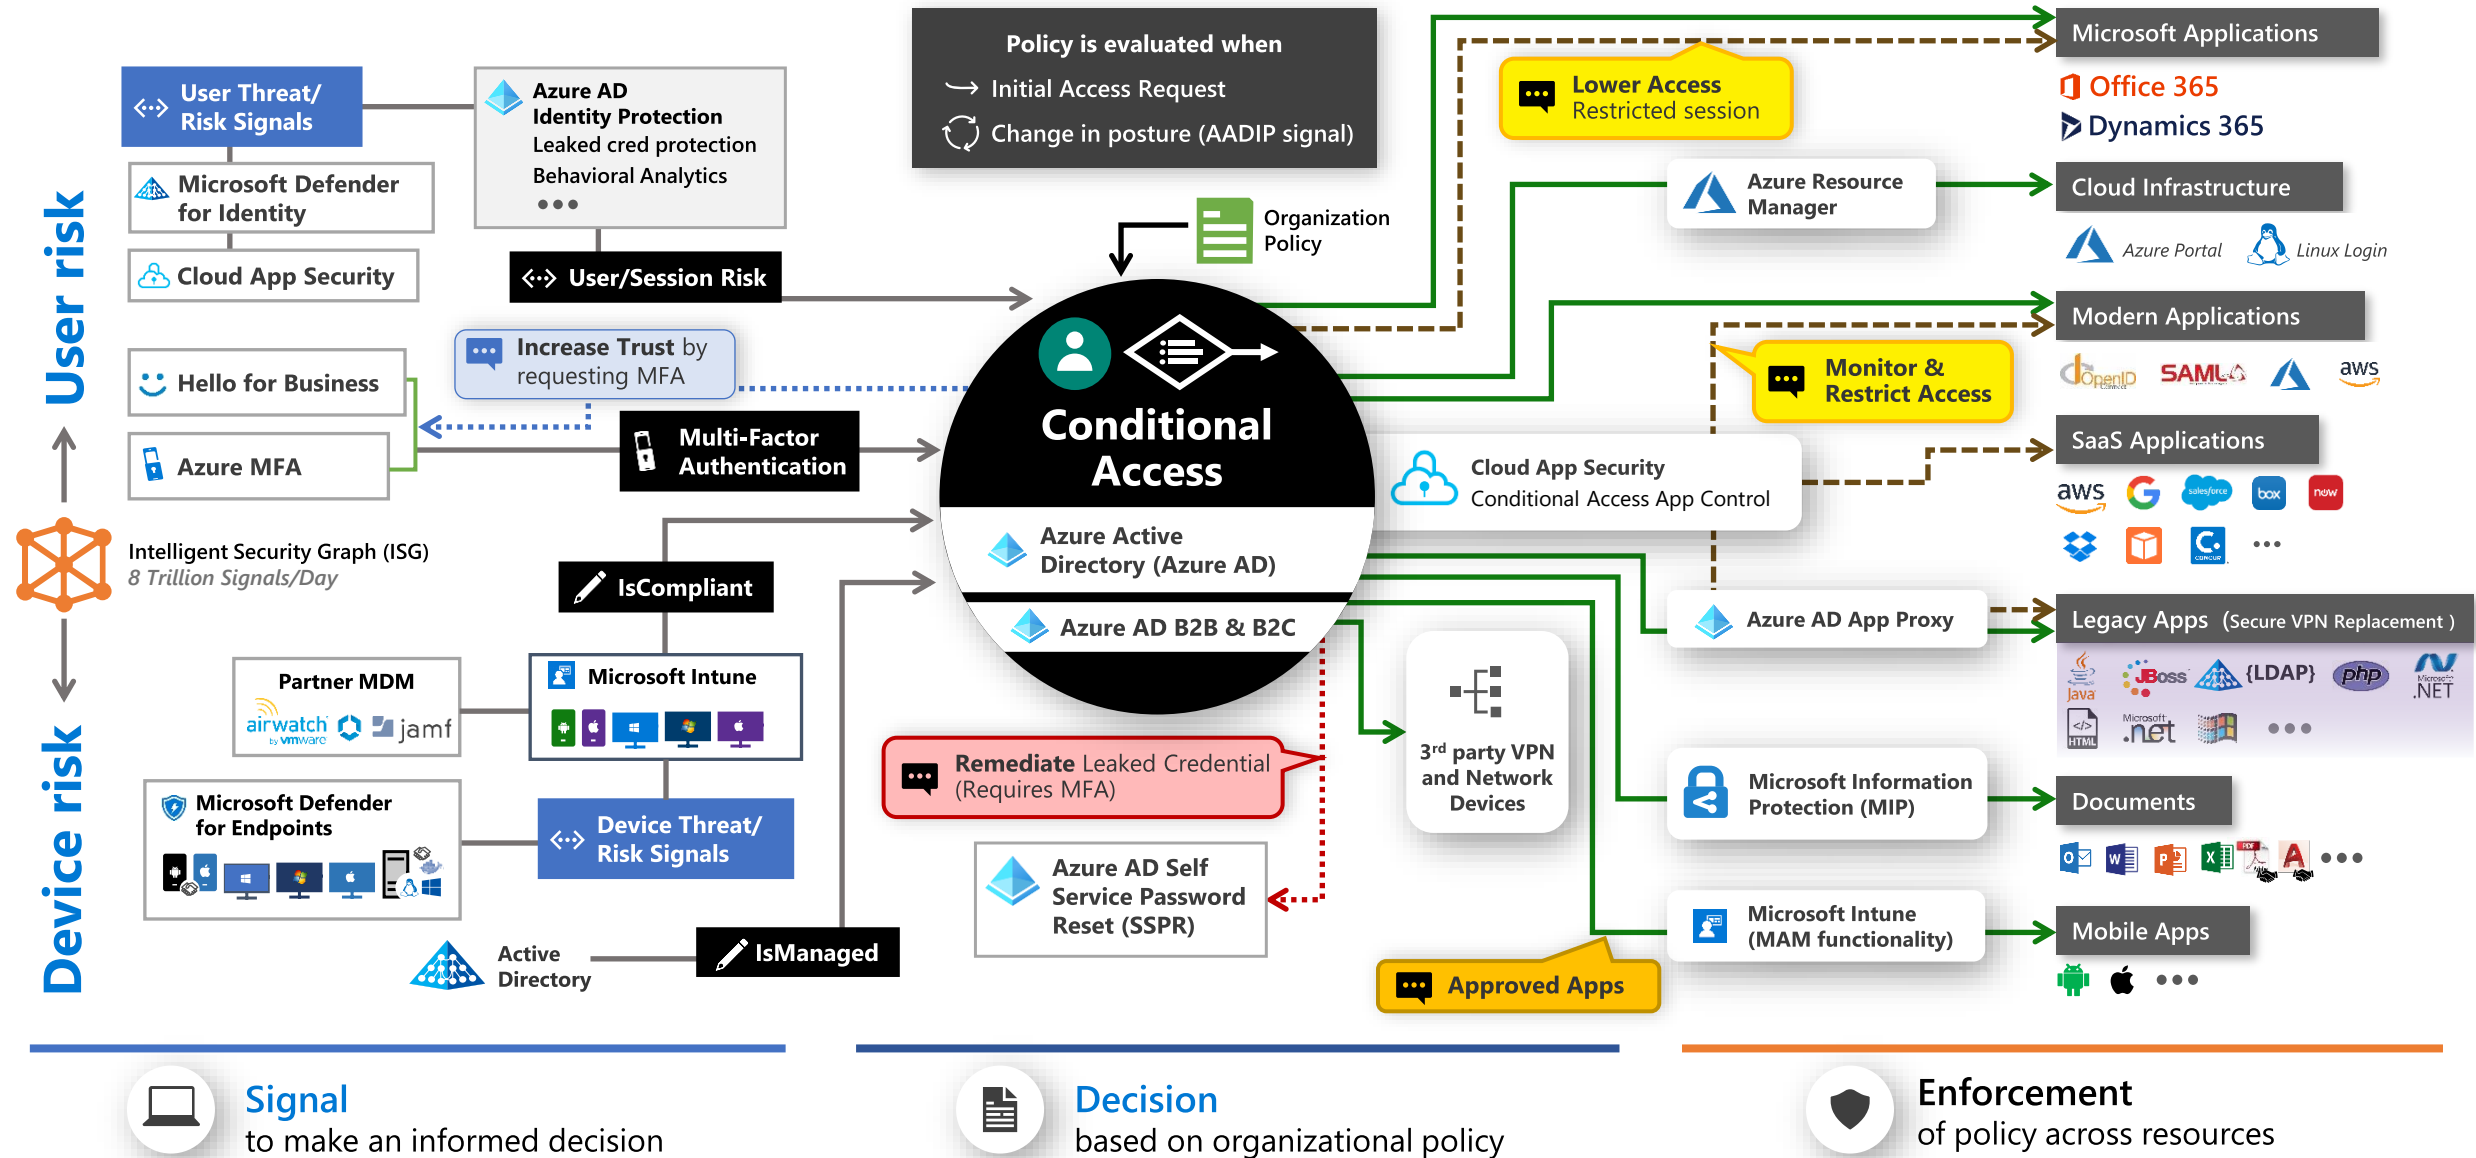 User risk
Device risk
User Threat/
Risk Signals
Microsoft Defender
for Identity
Cloud App Security
Azure AD
Identity Protection
Leaked cred protection
Behavioral Analytics
User/Session Risk
Hello for Business
Azure MFA
Increase Trust by
requesting MFA
Multi-Factor
Authentication
Intelligent Security Graph (ISG)
8 Trillion Signals/Day
IsCompliant
Partner MDM
airwatch
by vmware
jamf
Microsoft Intune
Microsoft Defender
for Endpoints
Device Threat/
Risk Signals
Active
Directory
IsManaged
Policy is evaluated when
Initial Access Request
Change in posture (AADIP signal)
Organization
Policy
Conditional
Access
Azure Active
Directory (Azure AD)
Azure AD B2B & B2C
Remediate Leaked Credential
(Requires MFA)
Azure AD Self
Service Password
Reset (SSPR)
Lower Access
Restricted session
Azure Resource
Manager
Monitor &
Restrict Access
Cloud App Security
Conditional Access App Control
Azure AD App Proxy
3rd party VPN
and Network
Devices
Microsoft Information
Protection (MIP)
Microsoft Intune
(MAM functionality)
Approved Apps
Microsoft Applications
Office 365
Dynamics 365
Cloud Infrastructure
Azure Portal
Linux Login
Modern Applications
OpenID
Connect
SAML
aws
SaaS Applications
aws
salesforce
box
now
CONCUR
Legacy Apps (Secure VPN Replacement )
Java
JBoss
{LDAP}
php
Microsoft
.NET
HTML
Microsoft
.net
Documents
PDF
Mobile Apps
Signal
to make an informed decision
Decision
based on organizational policy
Enforcement
of policy across resources